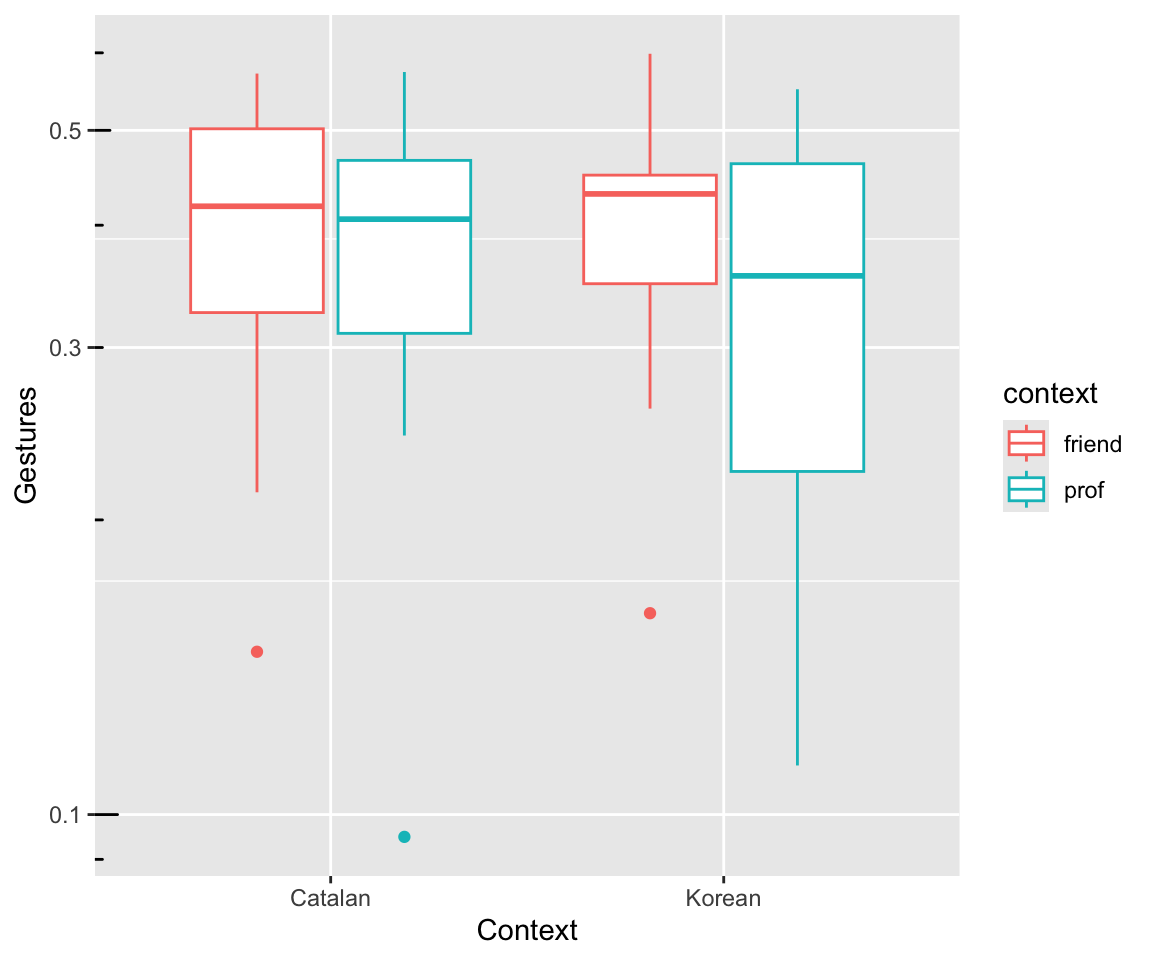 Gestures
0.5
0.3
0.1
Catalan
Korean
Context
context
friend
prof